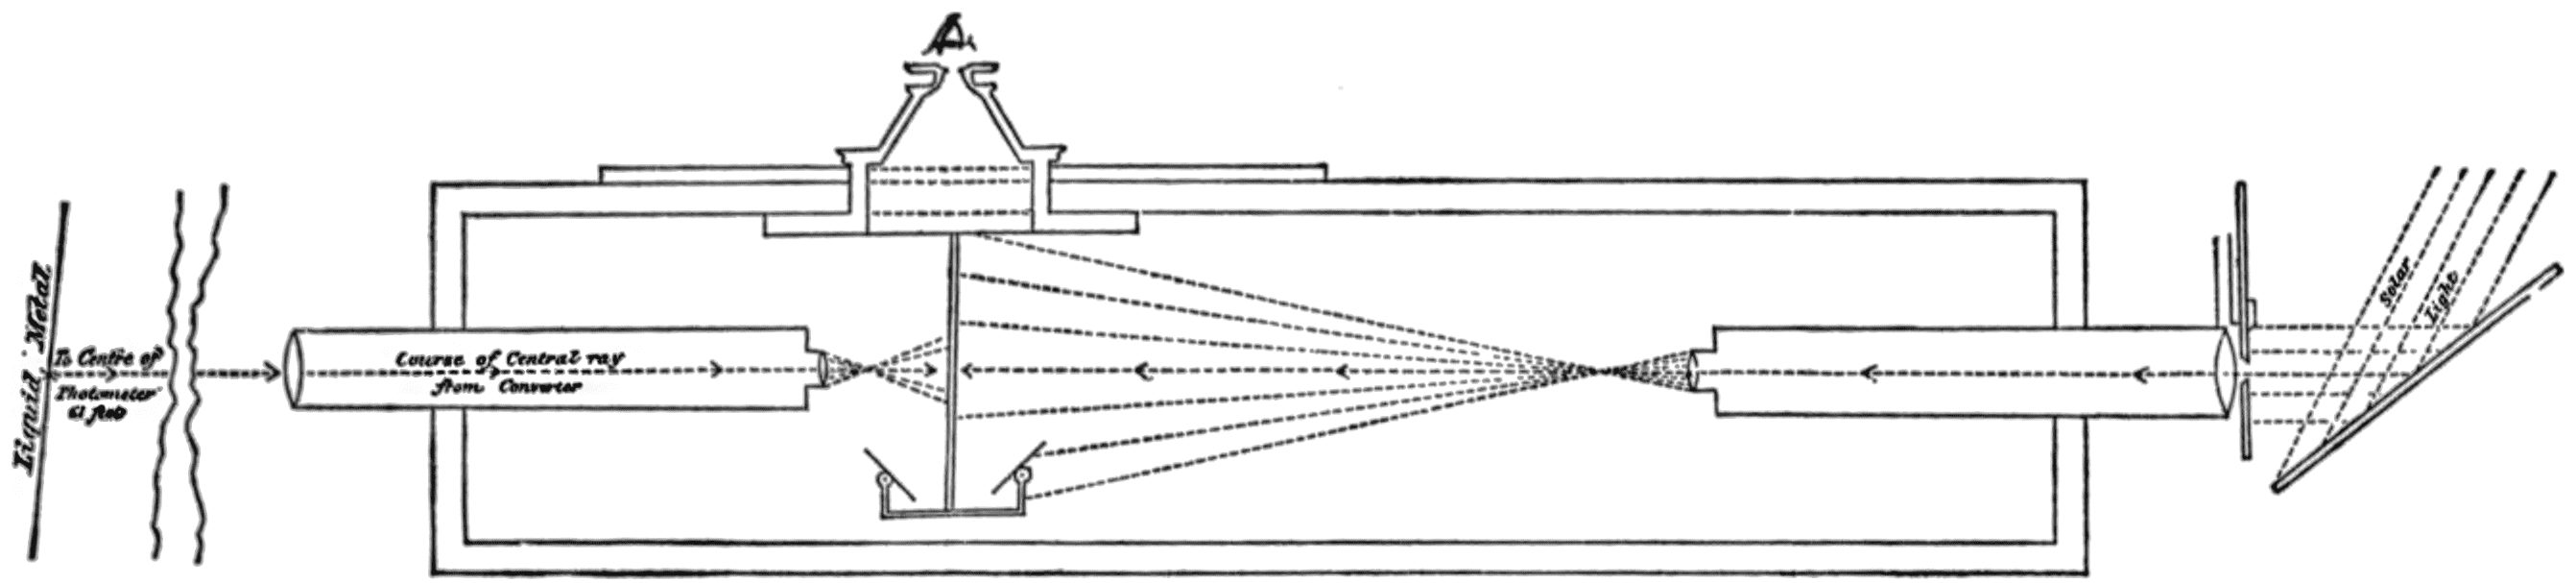 A.
Liquid Metal
To Centre of
Photometer
61 feet
Course of Central ray
from Converter
Solar
Light